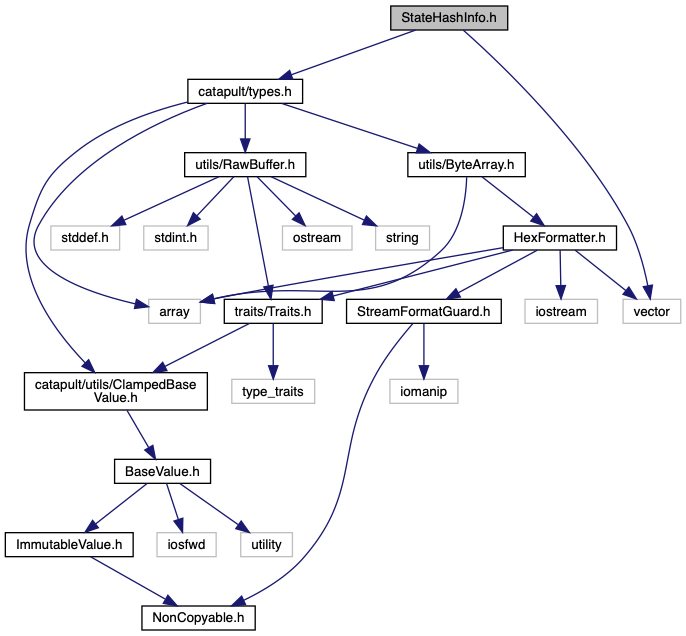 StateHashInfo.h
catapult/types.h
utils/RawBuffer.h
utils/ByteArray.h
stddef.h
stdint.h
ostream
string
HexFormatter.h
array
traits/Traits.h
StreamFormatGuard.h
iostream
vector
catapult/utils/ClampedBase
Value.h
type_traits
iomanip
BaseValue.h
ImmutableValue.h
iosfwd
utility
NonCopyable.h